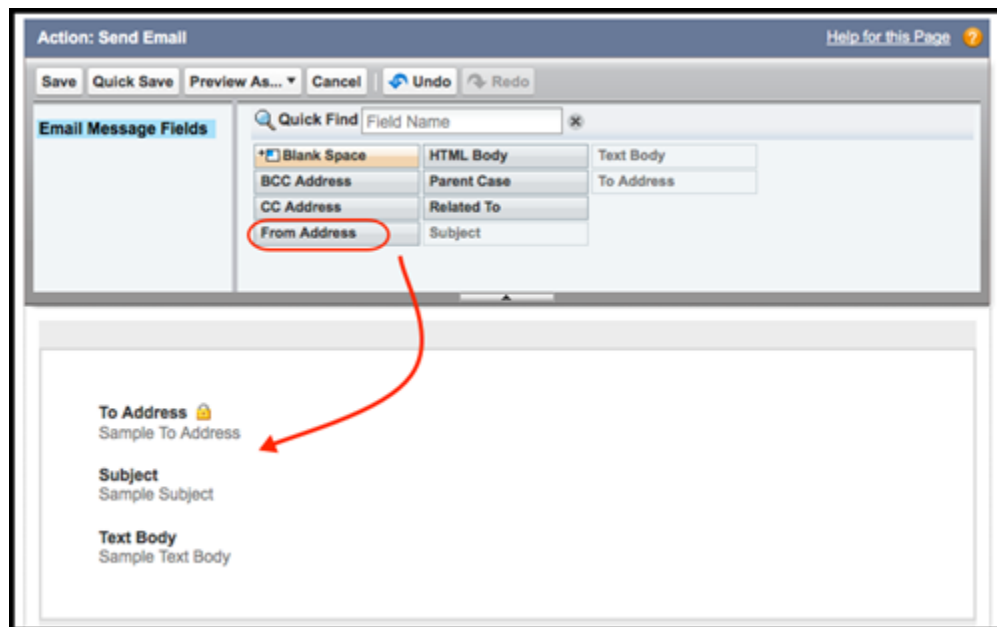 Action: Send Email Help for this Page ?
Save Quick Save Preview As... Cancel Undo Redo
Email Message Fields
Quick Find Field Name
Blank Space HTML Body Text Body
BCC Address Parent Case To Address
CC Address Related To
From Address Subject
To Address
Sample To Address
Subject
Sample Subject
Text Body
Sample Text Body